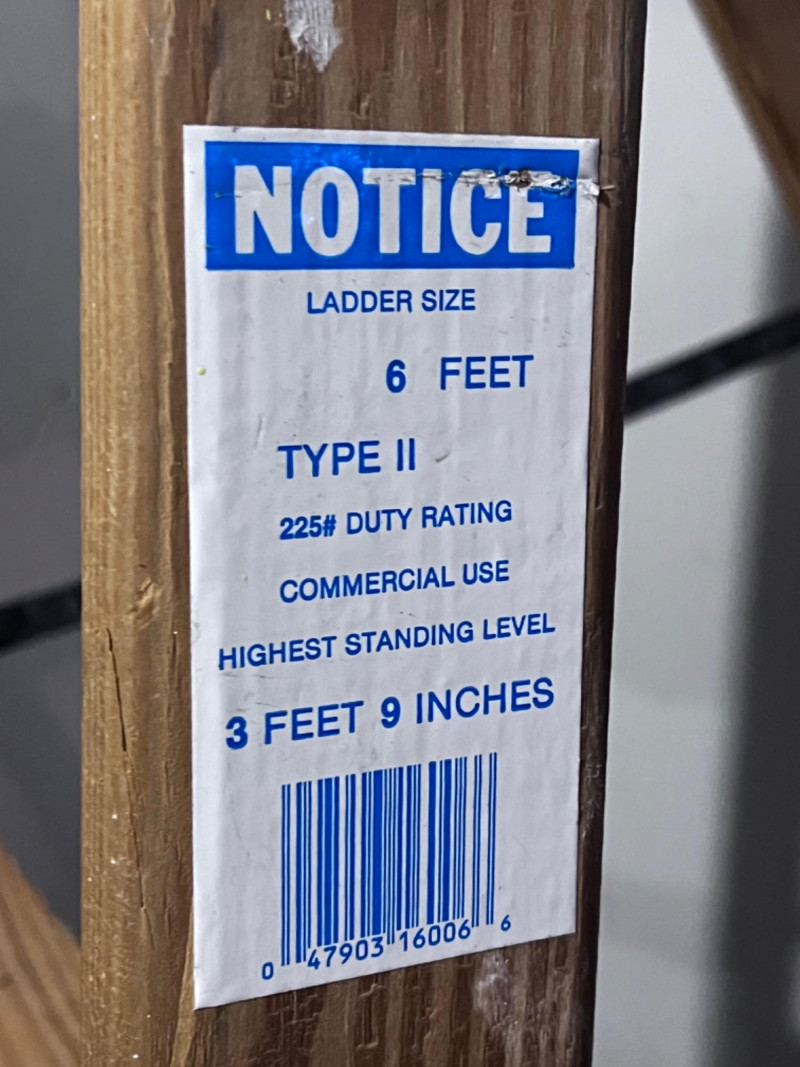 NOTICE
LADDER SIZE
6 FEET
TYPE II
225# DUTY RATING
COMMERCIAL USE
HIGHEST STANDING LEVEL
3 FEET 9 INCHES
0 47903 16006 6